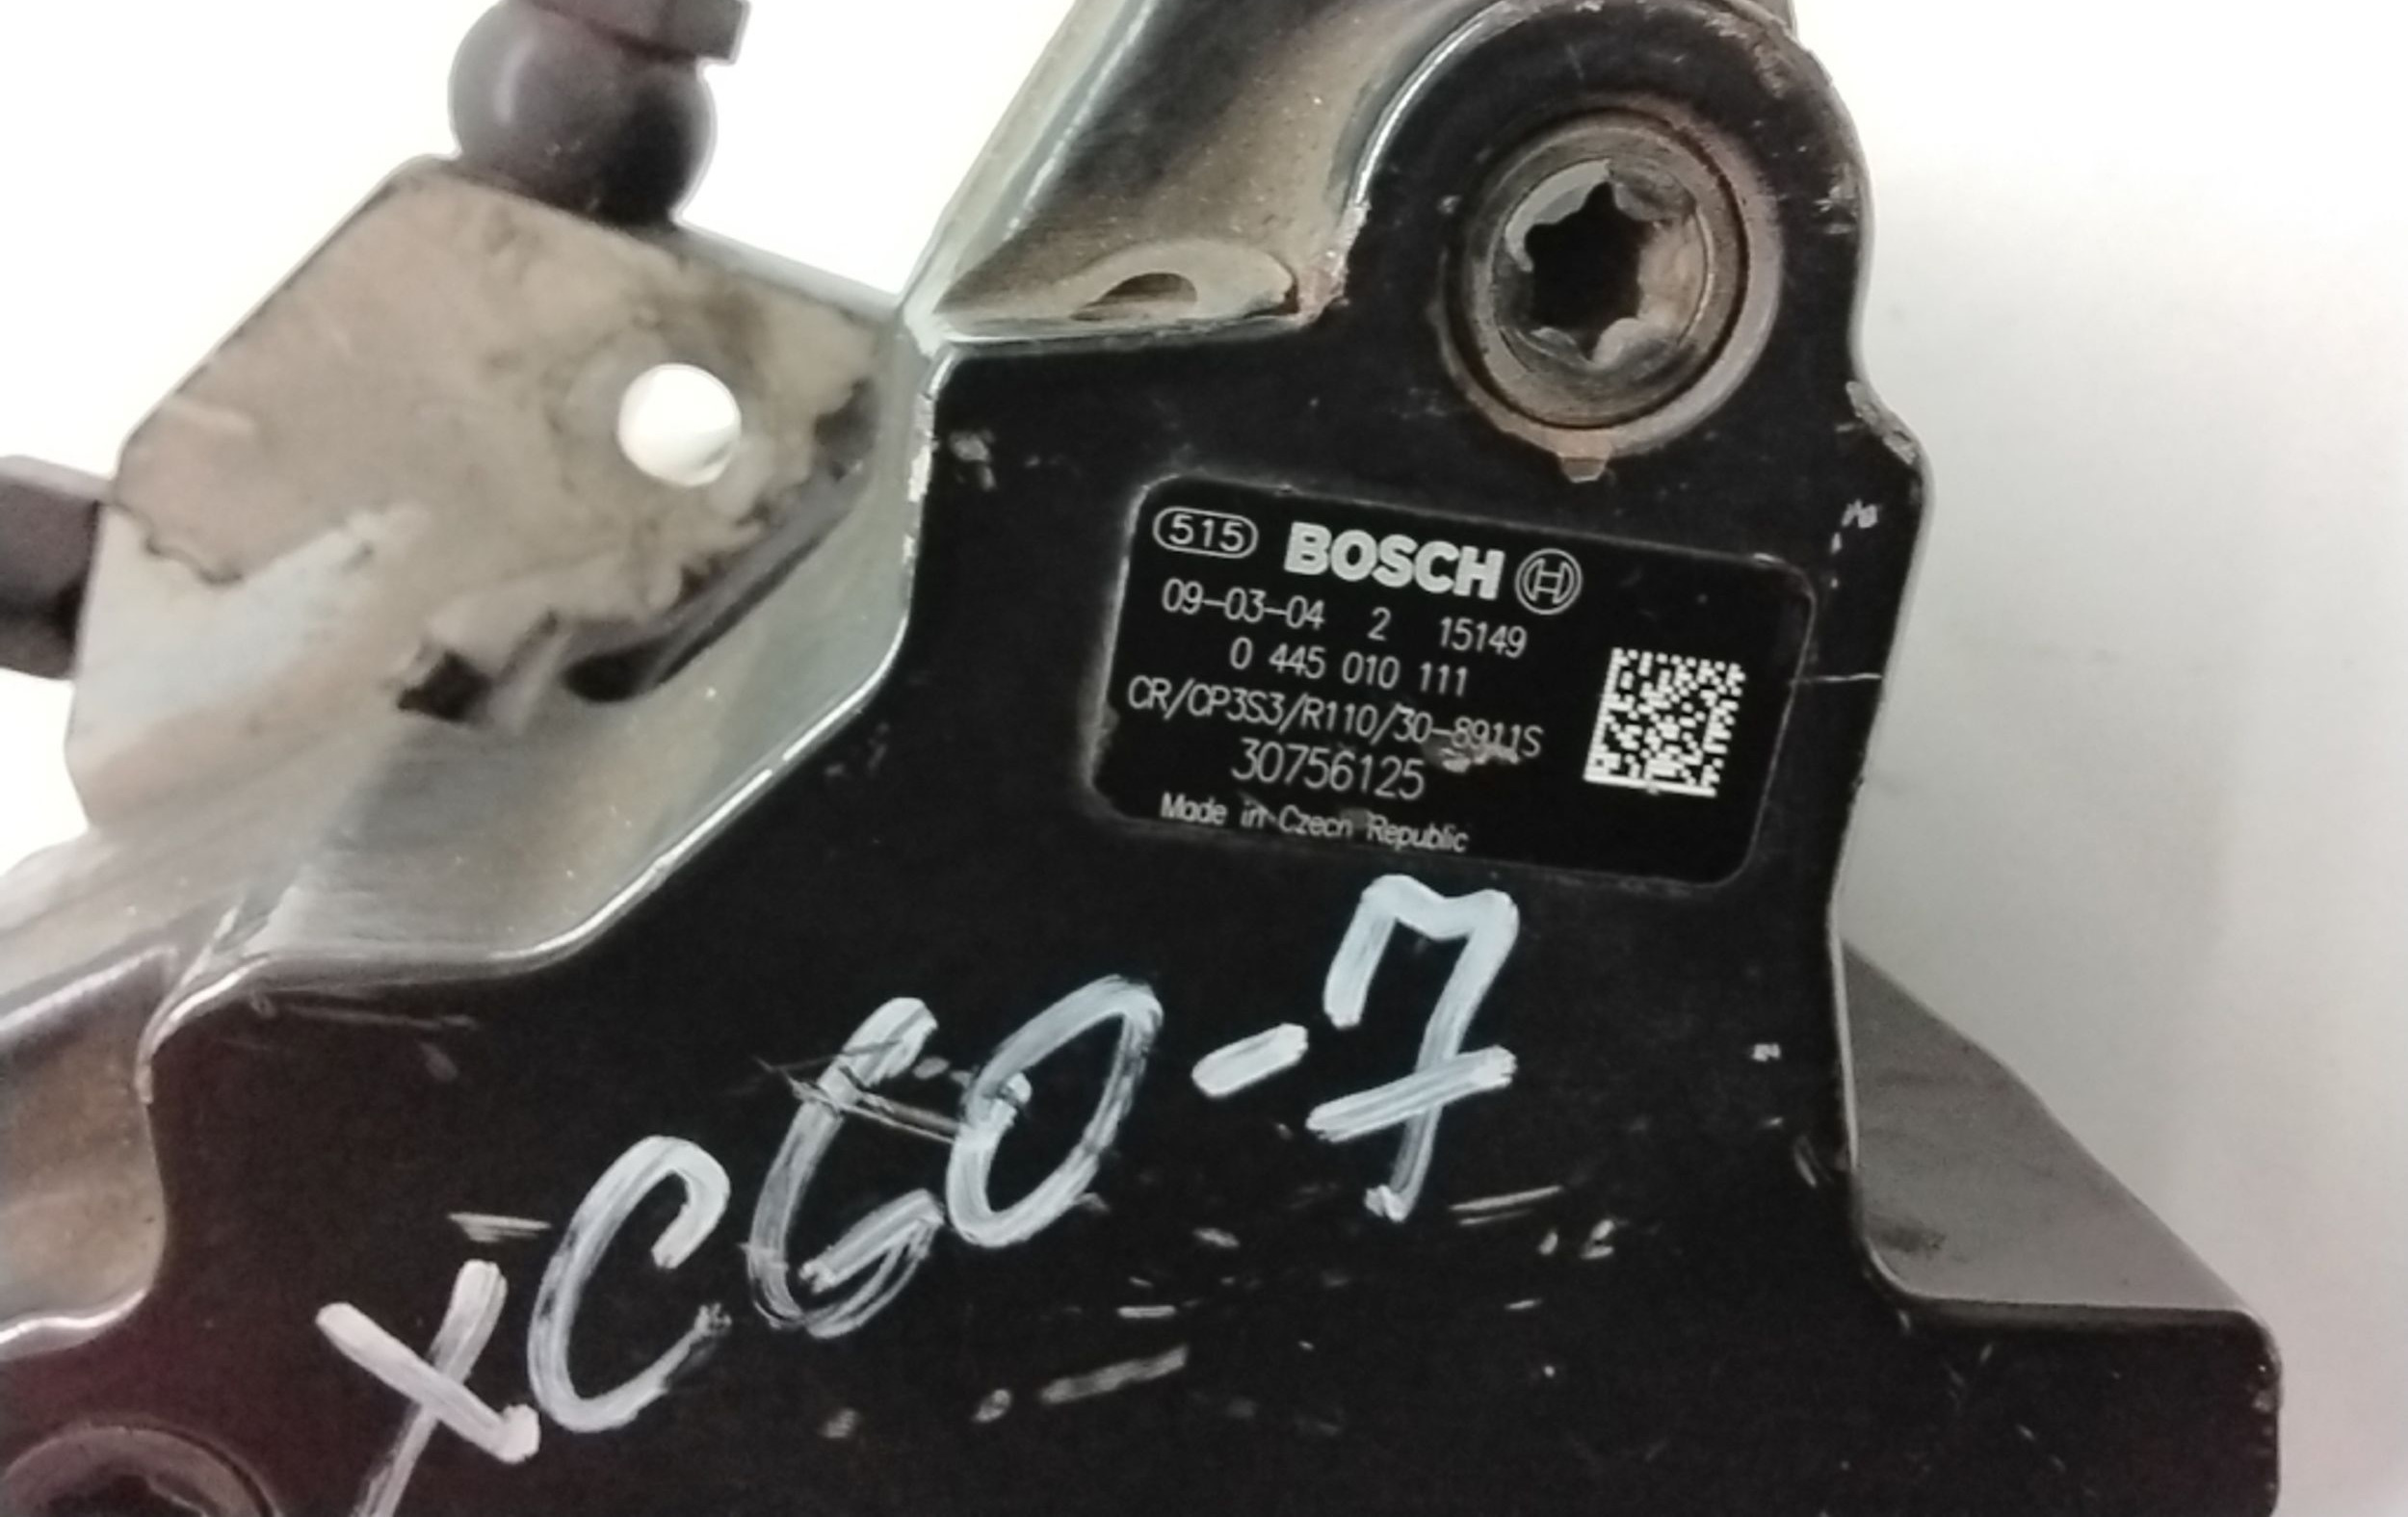 515 BOSCH
09-03-04 2 15149
0 445 010 111
CR/CP3S3/R110/30-8911S
30756125
Made in Czech Republic
XC60-7